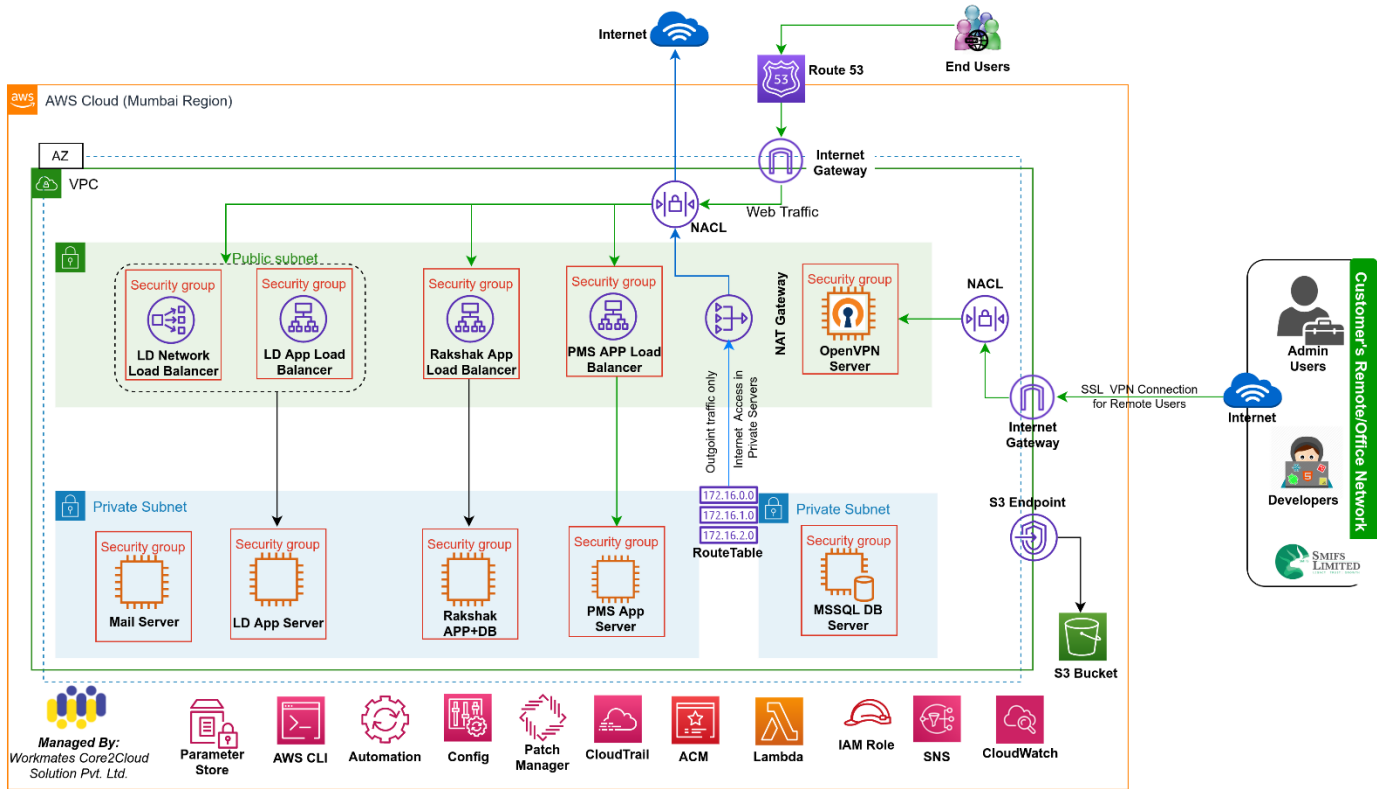 Internet
End Users
Route 53
53
aws
AWS Cloud (Mumbai Region)
AZ
VPC
Internet
Gateway
Web Traffic
NACL
Public subnet
Security group
LD Network
Load Balancer
Security group
LD App Load
Balancer
Security group
Rakshak App
Load Balancer
Security group
PMS APP Load
Balancer
NAT Gateway
Security group
OpenVPN
Server
NACL
Internet
Gateway
SSL VPN Connection
for Remote Users
Internet
Admin
Users
Developers
Customer's Remote/Office Network
SMIFS
LIMITED
Outgoint traffic only
Internet Access in
Private Servers
172.16.0.0
172.16.1.0
172.16.2.0
RouteTable
Private Subnet
Security group
Mail Server
Security group
LD App Server
Security group
Rakshak
APP+DB
Security group
PMS App
Server
Private Subnet
Security group
MSSQL DB
Server
S3 Endpoint
S3 Bucket
Managed By:
Workmates Core2Cloud
Solution Pvt. Ltd.
Parameter
Store
AWS CLI
Automation
Config
Patch
Manager
CloudTrail
ACM
Lambda
IAM Role
SNS
CloudWatch